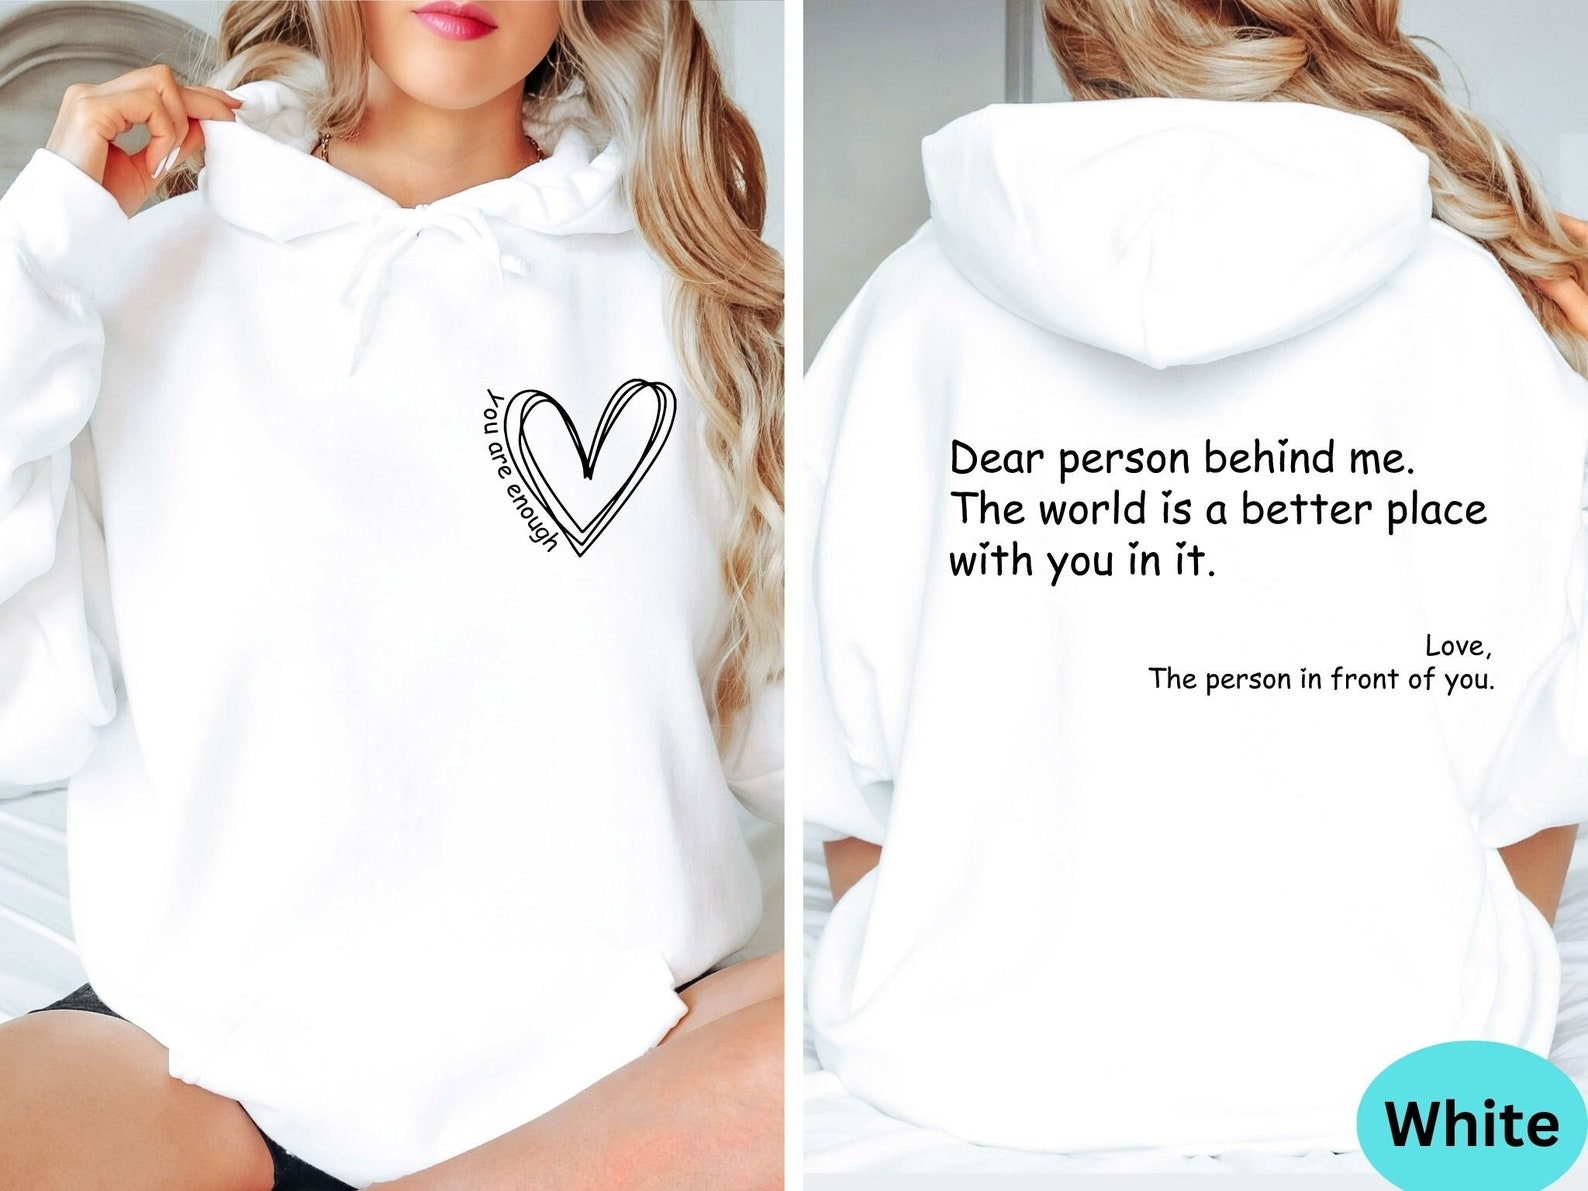 You are enough
Dear person behind me.
The world is a better place
with you in it.
Love,
The person in front of you.
White